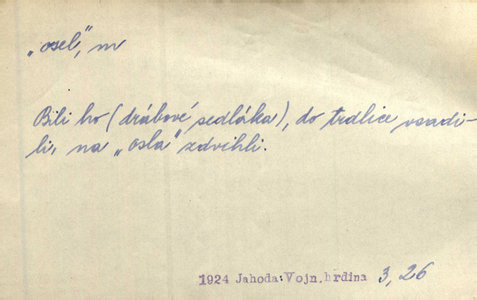 „osel“, m
Bili ho (drábové sedláka), do trdlice vsadi-
li, na „osla“ zdvihli.
1924 Jahoda:Vojn.hrdina 3, 26